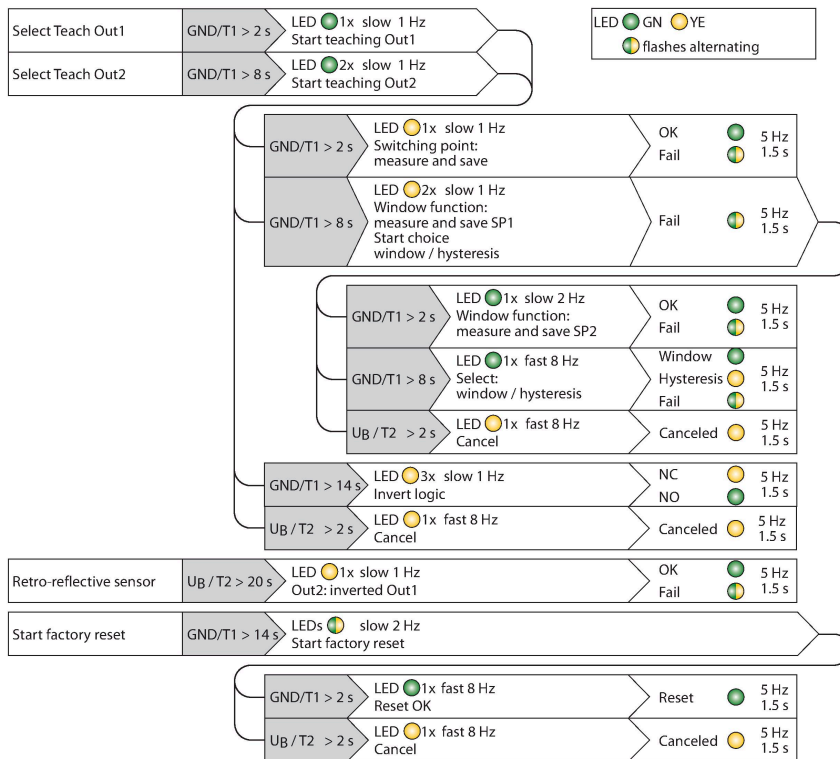 Select Teach Out1
GND/T1 > 2 s
LED 1x slow 1 Hz
Start teaching Out1
LED GN YE
flashes alternating
Select Teach Out2
GND/T1 > 8 s
LED 2x slow 1 Hz
Start teaching Out2
GND/T1 > 2 s
LED 1x slow 1 Hz
Switching point:
measure and save
OK
Fail
5 Hz
1.5 s
GND/T1 > 8 s
LED 2x slow 1 Hz
Window function:
measure and save SP1
Start choice
window / hysteresis
Fail
5 Hz
1.5 s
GND/T1 > 2 s
LED 1x slow 2 Hz
Window function:
measure and save SP2
OK
Fail
5 Hz
1.5 s
GND/T1 > 8 s
LED 1x fast 8 Hz
Select:
window / hysteresis
Window
Hysteresis
Fail
5 Hz
1.5 s
UB / T2 > 2 s
LED 1x fast 8 Hz
Cancel
Canceled
5 Hz
1.5 s
GND/T1 > 14 s
LED 3x slow 1 Hz
Invert logic
NC
NO
5 Hz
1.5 s
UB / T2 > 2 s
LED 1x fast 8 Hz
Cancel
Canceled
5 Hz
1.5 s
Retro-reflective sensor
UB / T2 > 20 s
LED 1x slow 1 Hz
Out2: inverted Out1
OK
Fail
5 Hz
1.5 s
Start factory reset
GND/T1 > 14 s
LEDs slow 2 Hz
Start factory reset
GND/T1 > 2 s
LED 1x fast 8 Hz
Reset OK
Reset
5 Hz
1.5 s
UB / T2 > 2 s
LED 1x fast 8 Hz
Cancel
Canceled
5 Hz
1.5 s